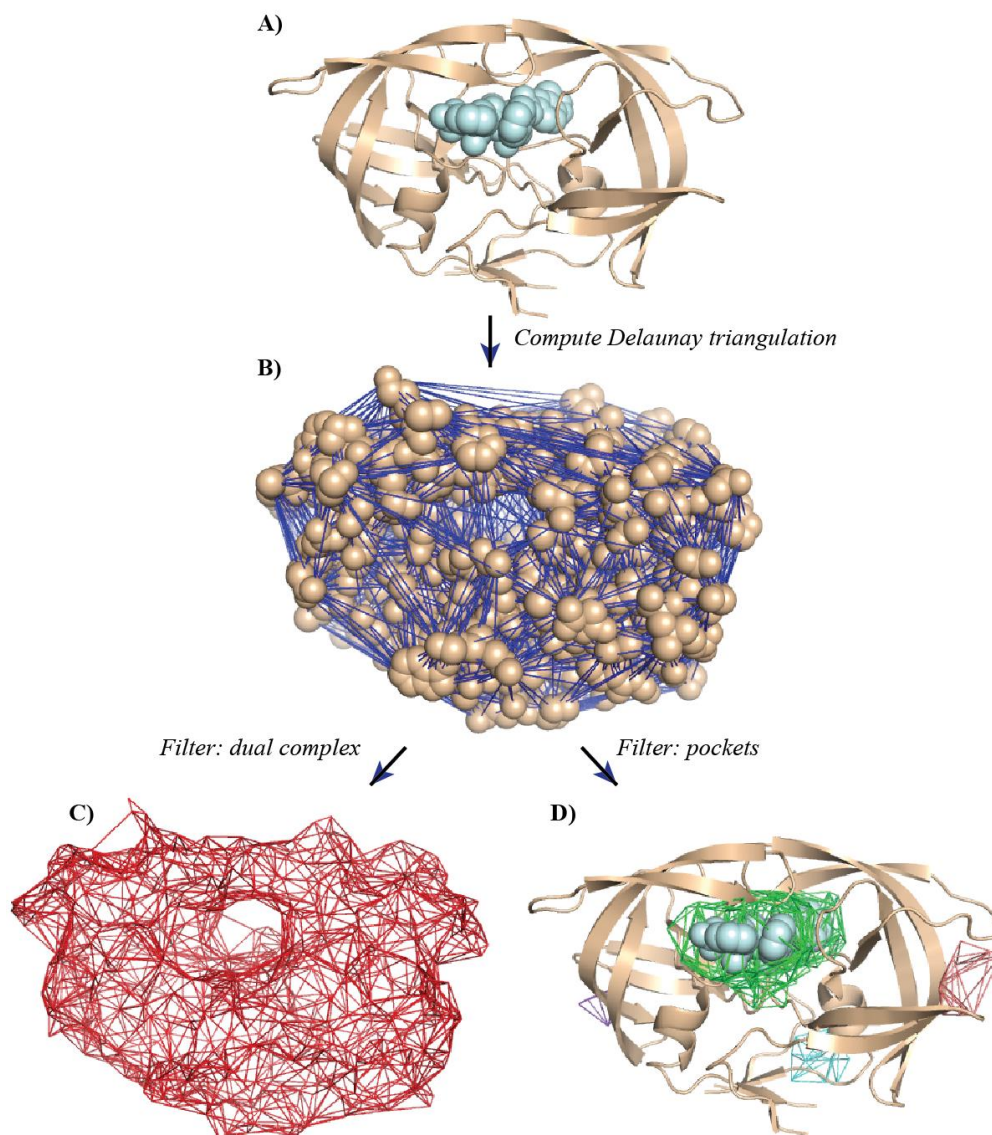 A)
Compute Delaunay triangulation
B)
Filter: dual complex
Filter: pockets
C)
D)